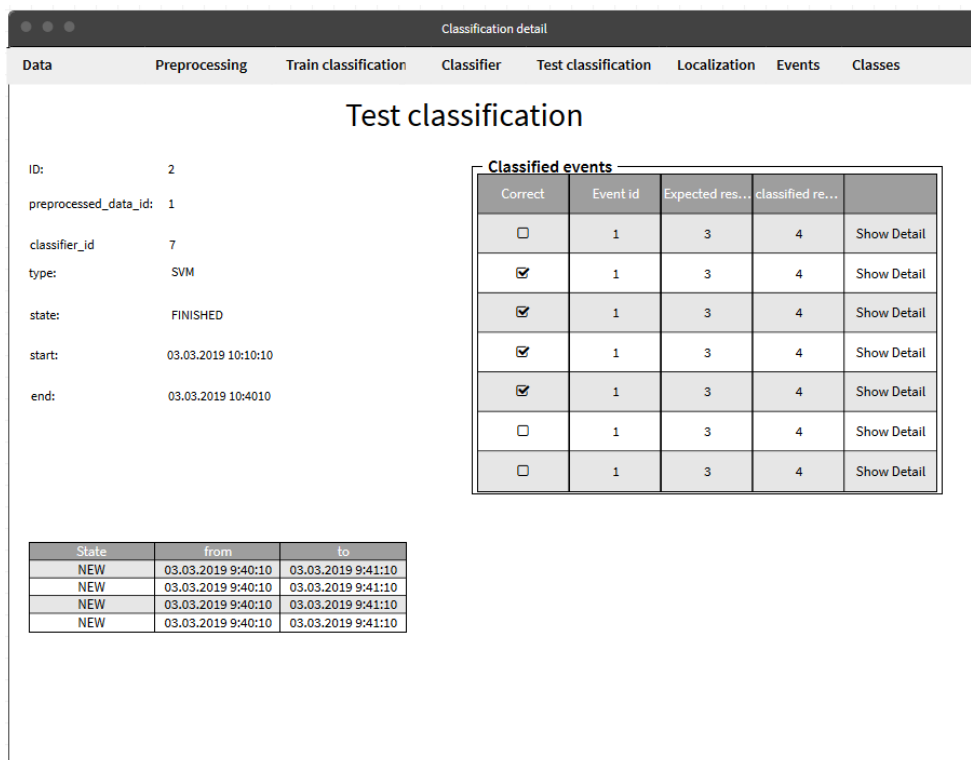 Classification detail
Data Preprocessing Train classification Classifier Test classification Localization Events Classes
Test classification
ID: 2
preprocessed_data_id: 1
classifier_id 7
type: SVM
state: FINISHED
start: 03.03.2019 10:10:10
end: 03.03.2019 10:4010
Classified events
Correct Event id Expected res... classified re...
1 3 4 Show Detail
1 3 4 Show Detail
1 3 4 Show Detail
1 3 4 Show Detail
1 3 4 Show Detail
1 3 4 Show Detail
1 3 4 Show Detail
State from to
NEW 03.03.2019 9:40:10 03.03.2019 9:41:10
NEW 03.03.2019 9:40:10 03.03.2019 9:41:10
NEW 03.03.2019 9:40:10 03.03.2019 9:41:10
NEW 03.03.2019 9:40:10 03.03.2019 9:41:10